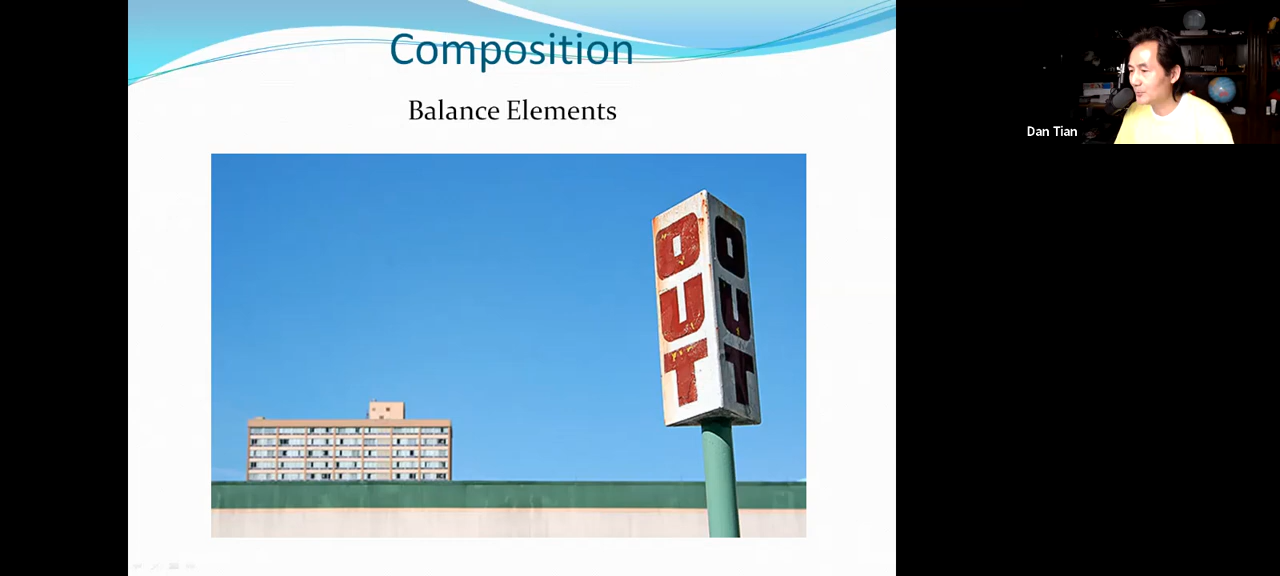 Composition
Balance Elements
OUT
OUT
Dan Tian